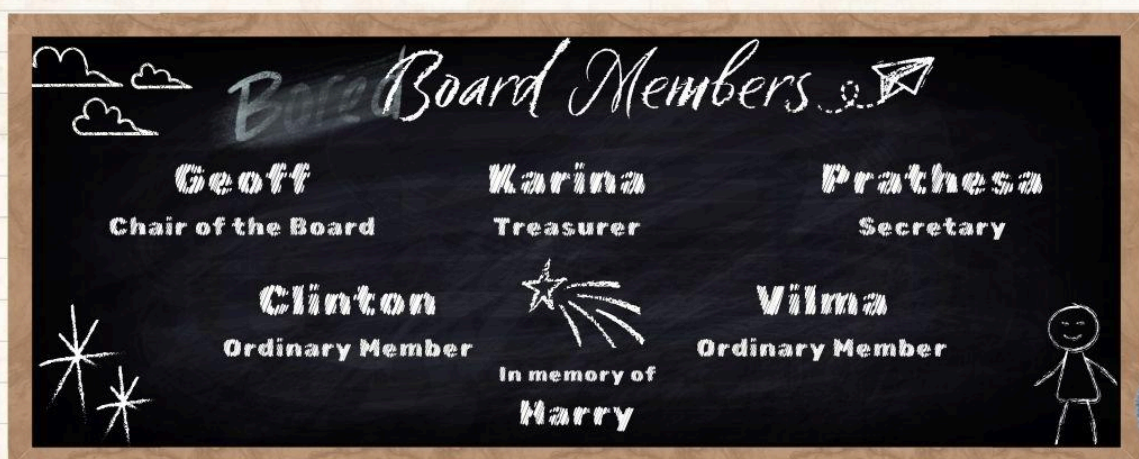 Bored Board Members
Geoff Karina Prathesa
Chair of the Board Treasurer Secretary
Clinton Vilma
Ordinary Member Ordinary Member
In memory of
Harry